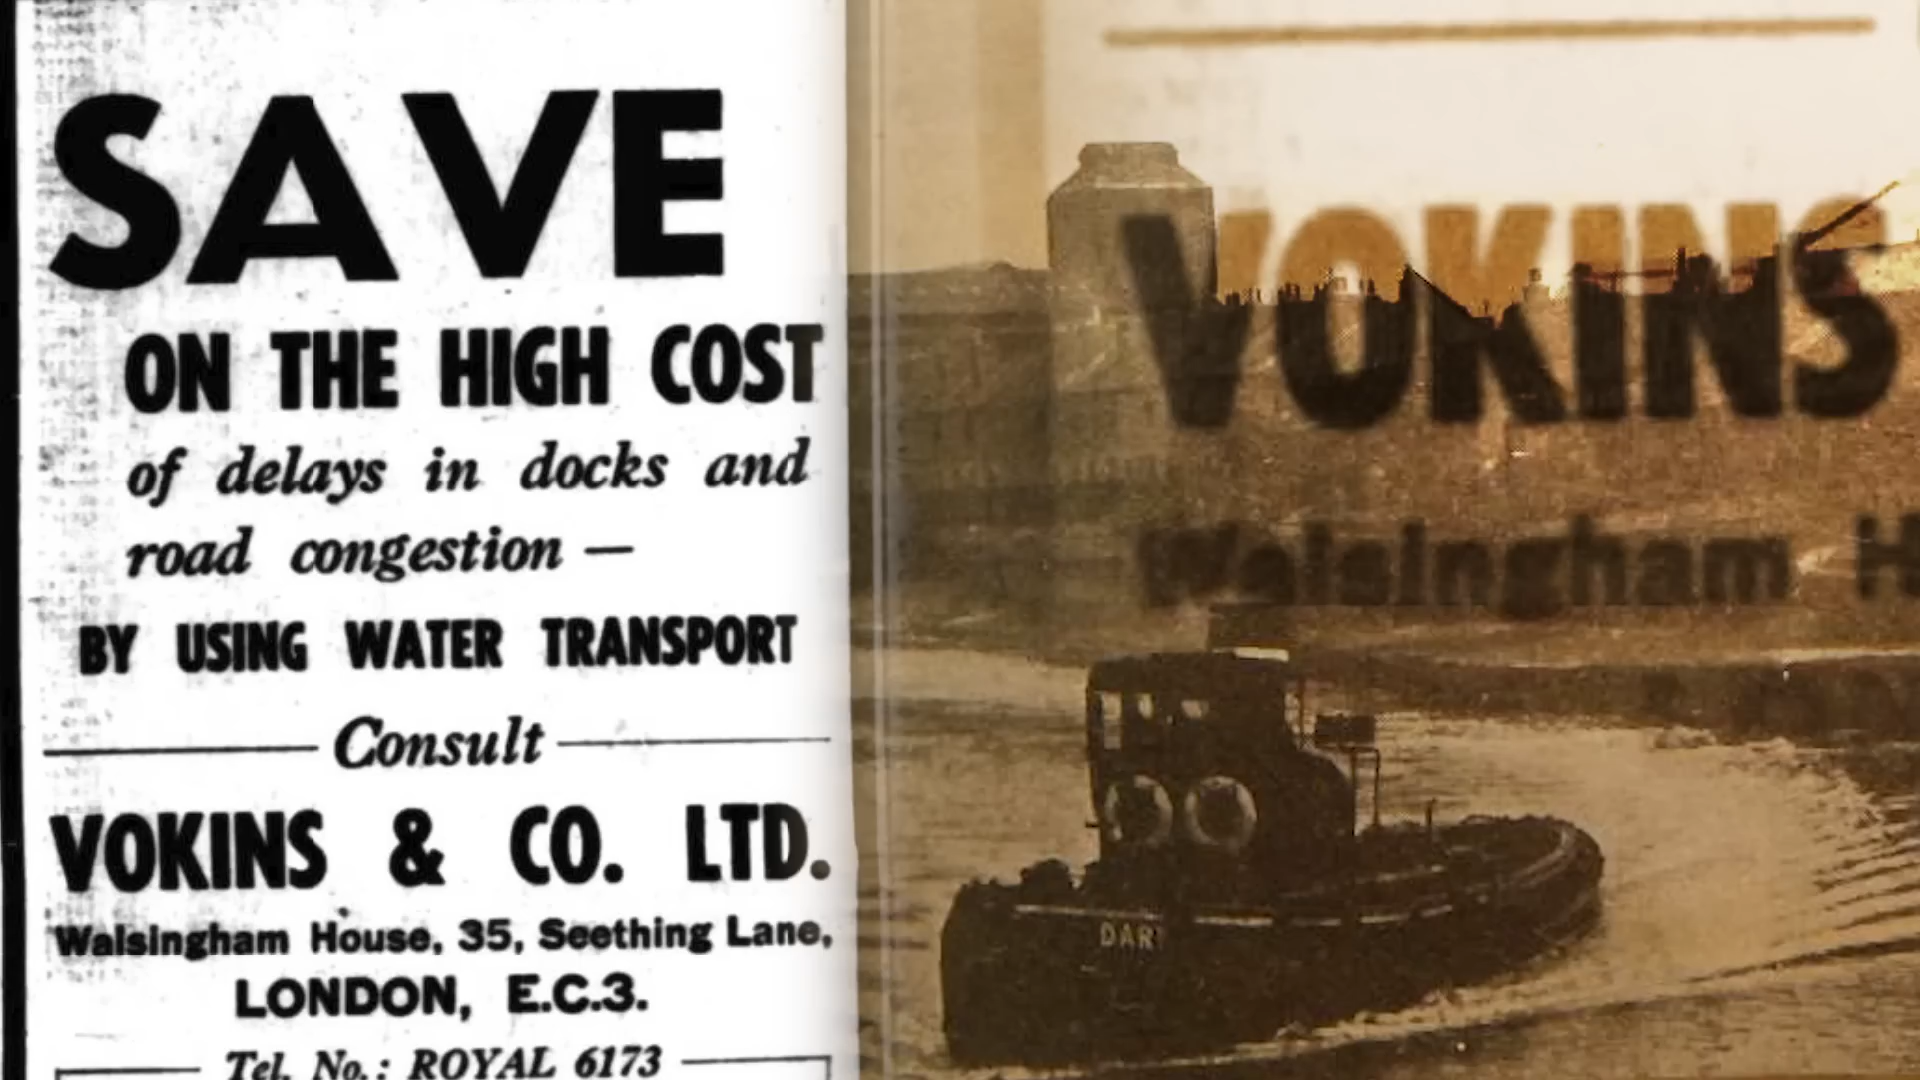 SAVE
ON THE HIGH COST
of delays in docks and
road congestion —
BY USING WATER TRANSPORT
Consult
VOKINS & CO. LTD.
Walsingham House, 35, Seething Lane,
LONDON, E.C.3.
Tel. No.: ROYAL 6173
VOKINS
Walsingham H
DART